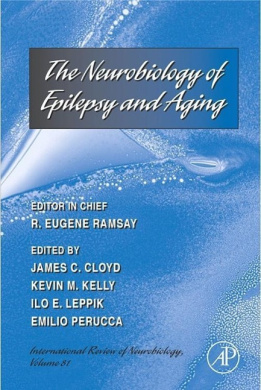 The Neurobiology of
Epilepsy and Aging
EDITOR IN CHIEF
R. EUGENE RAMSAY
EDITED BY
JAMES C. CLOYD
KEVIN M. KELLY
ILO E. LEPPIK
EMILIO PERUCCA
International Review of Neurobiology,
Volume 81
AP